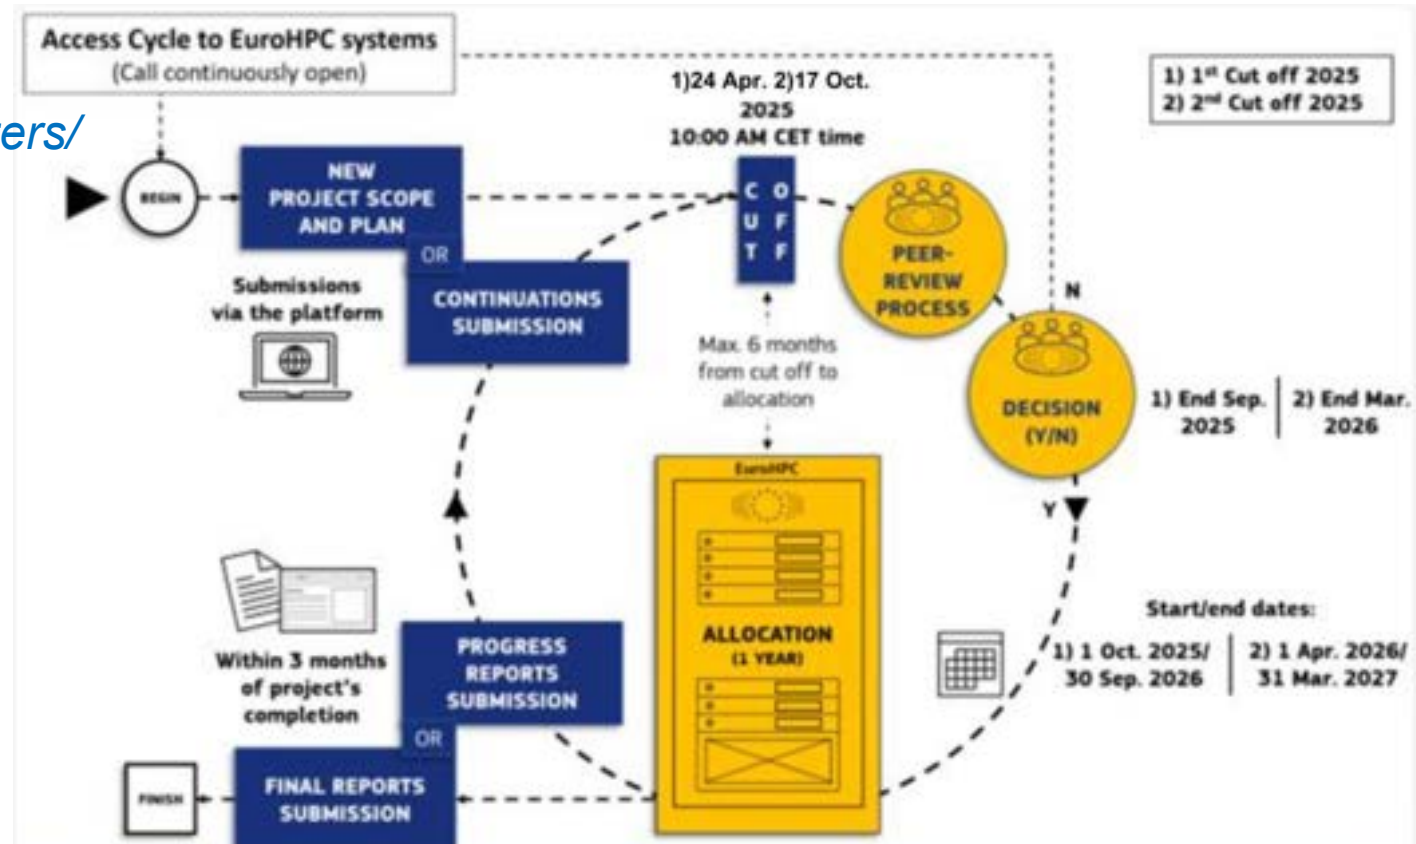 Access Cycle to EuroHPC systems
(Call continuously open)
ters/
1)24 Apr. 2)17 Oct.
2025
10:00 AM CET time
1) 1st Cut off 2025
2) 2nd Cut off 2025
BEGIN
NEW
PROJECT SCOPE
AND PLAN
OR
CONTINUATIONS
SUBMISSION
Submissions
via the platform
CUT
OFF
PEER-
REVIEW
PROCESS
N
Max. 6 months
from cut off to
allocation
DECISION
(Y/N)
1) End Sep.
2025
2) End Mar.
2026
Y
EuroHPC
ALLOCATION
(1 YEAR)
Start/end dates:
1) 1 Oct. 2025/
30 Sep. 2026
2) 1 Apr. 2026/
31 Mar. 2027
PROGRESS
REPORTS
SUBMISSION
Within 3 months
of project's
completion
OR
FINAL REPORTS
SUBMISSION
FINISH